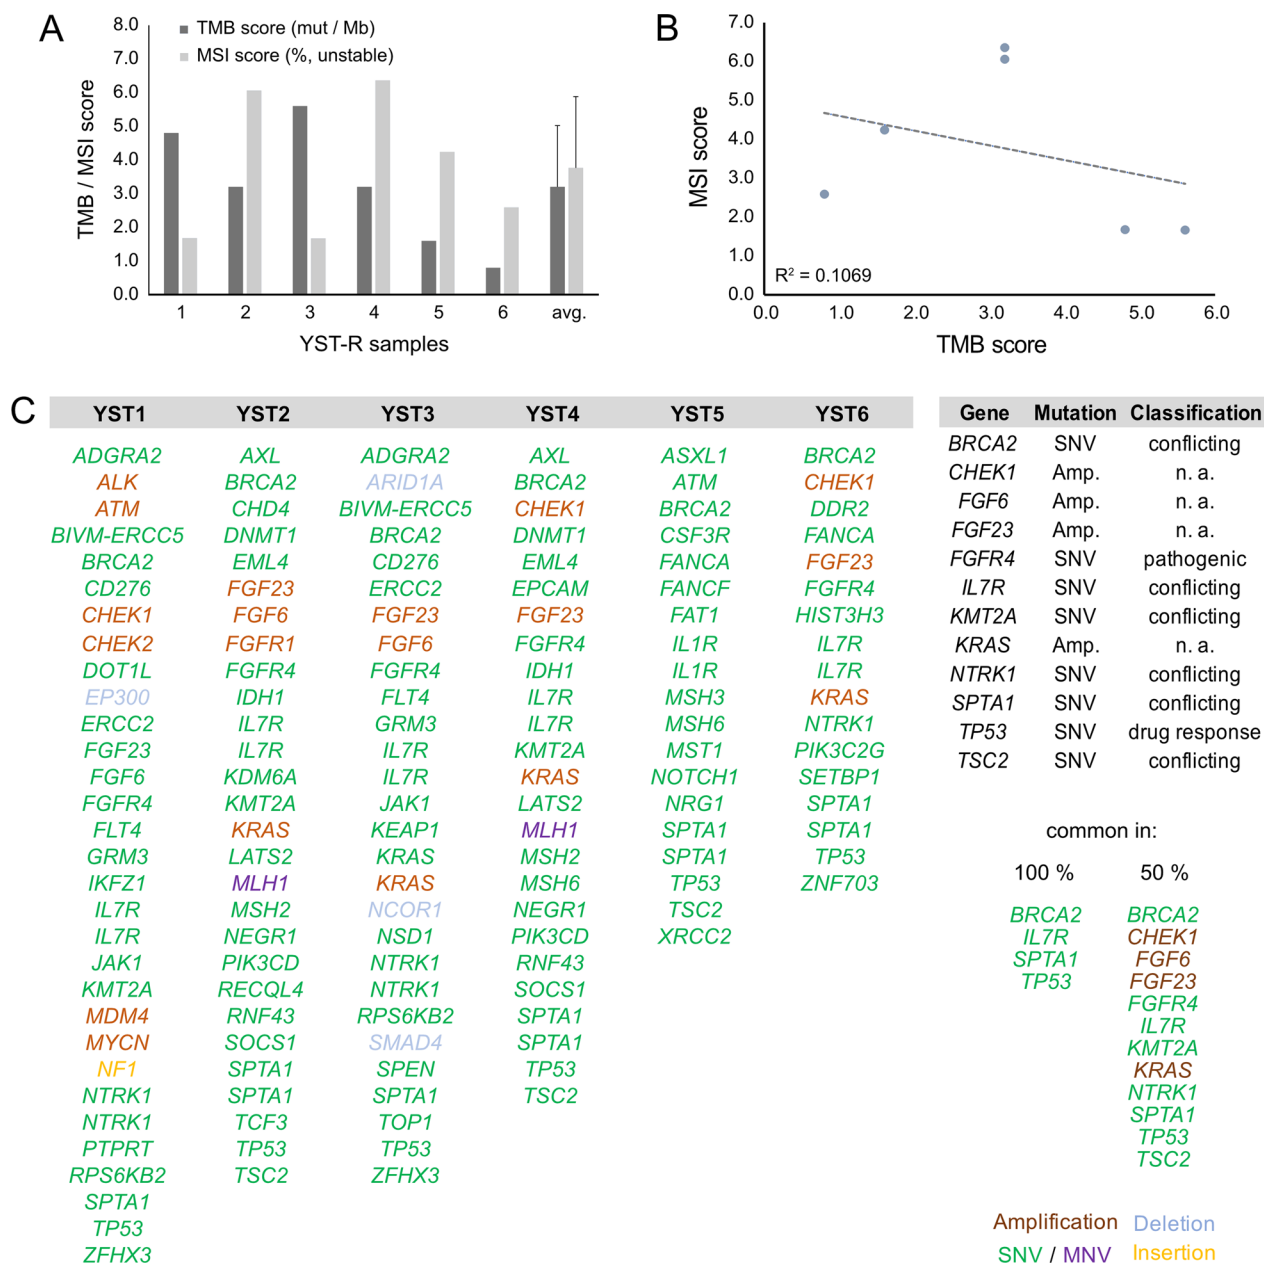 A
8.0
7.0
6.0
5.0
4.0
3.0
2.0
1.0
0.0
TMB / MSI score
TMB score (mut / Mb)
MSI score (%, unstable)
1 2 3 4 5 6 avg.
YST-R samples
B
7.0
6.0
5.0
4.0
3.0
2.0
1.0
0.0
MSI score
R² = 0.1069
0.0 1.0 2.0 3.0 4.0 5.0 6.0
TMB score
C
YST1 YST2 YST3 YST4 YST5 YST6
ADGRA2 AXL ADGRA2 AXL ASXL1 BRCA2
ALK BRCA2 ARID1A BRCA2 ATM CHEK1
ATM CHD4 BIVM-ERCC5 CHEK1 BRCA2 DDR2
BIVM-ERCC5 DNMT1 BRCA2 DNMT1 CSF3R FANCA
BRCA2 EML4 CD276 EML4 FANCA FGF23
CD276 FGF23 ERCC2 EPCAM FANCF FGFR4
CHEK1 FGF6 FGF23 FGF23 FAT1 HIST3H3
CHEK2 FGFR1 FGF6 FGFR4 IL1R IL7R
DOT1L FGFR4 FGFR4 IDH1 IL1R IL7R
EP300 IDH1 FLT4 IL7R MSH3 KRAS
ERCC2 IL7R GRM3 IL7R MSH6 NTRK1
FGF23 IL7R IL7R KMT2A MST1 PIK3C2G
FGF6 KDM6A IL7R KRAS NOTCH1 SETBP1
FGFR4 KMT2A JAK1 LATS2 NRG1 SPTA1
FLT4 KRAS KEAP1 MLH1 SPTA1 SPTA1
GRM3 LATS2 KRAS MSH2 SPTA1 TP53
IKFZ1 MLH1 KRAS MSH6 TP53 ZNF703
IL7R MSH2 NCOR1 NEGR1 TSC2
IL7R NEGR1 NSD1 PIK3CD XRCC2
JAK1 PIK3CD NTRK1 RNF43
KMT2A RECQL4 NTRK1 SOCS1
MDM4 RNF43 RPS6KB2 SPTA1
MYCN SOCS1 SMAD4 SPTA1
NF1 SPTA1 SPEN TP53
NTRK1 SPTA1 SPTA1 TSC2
NTRK1 TCF3 TOP1
PTPRT TP53 TP53
RPS6KB2 TSC2 ZFHX3
SPTA1
TP53
ZFHX3
Gene Mutation Classification
BRCA2 SNV conflicting
CHEK1 Amp. n. a.
FGF6 Amp. n. a.
FGF23 Amp. n. a.
FGFR4 SNV pathogenic
IL7R SNV conflicting
KMT2A SNV conflicting
KRAS Amp. n. a.
NTRK1 SNV conflicting
SPTA1 SNV conflicting
TP53 SNV drug response
TSC2 SNV conflicting
common in:
100 % 50 %
BRCA2 BRCA2
IL7R CHEK1
SPTA1 FGF6
TP53 FGF23
FGFR4
IL7R
KMT2A
KRAS
NTRK1
SPTA1
TP53
TSC2
Amplification Deletion
SNV / MNV Insertion